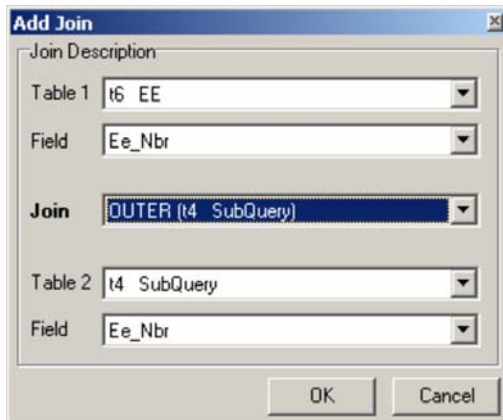 Add Join
Join Description
Table 1 t6 EE
Field Ee_Nbr
Join OUTER (t4 SubQuery)
Table 2 t4 SubQuery
Field Ee_Nbr
OK Cancel